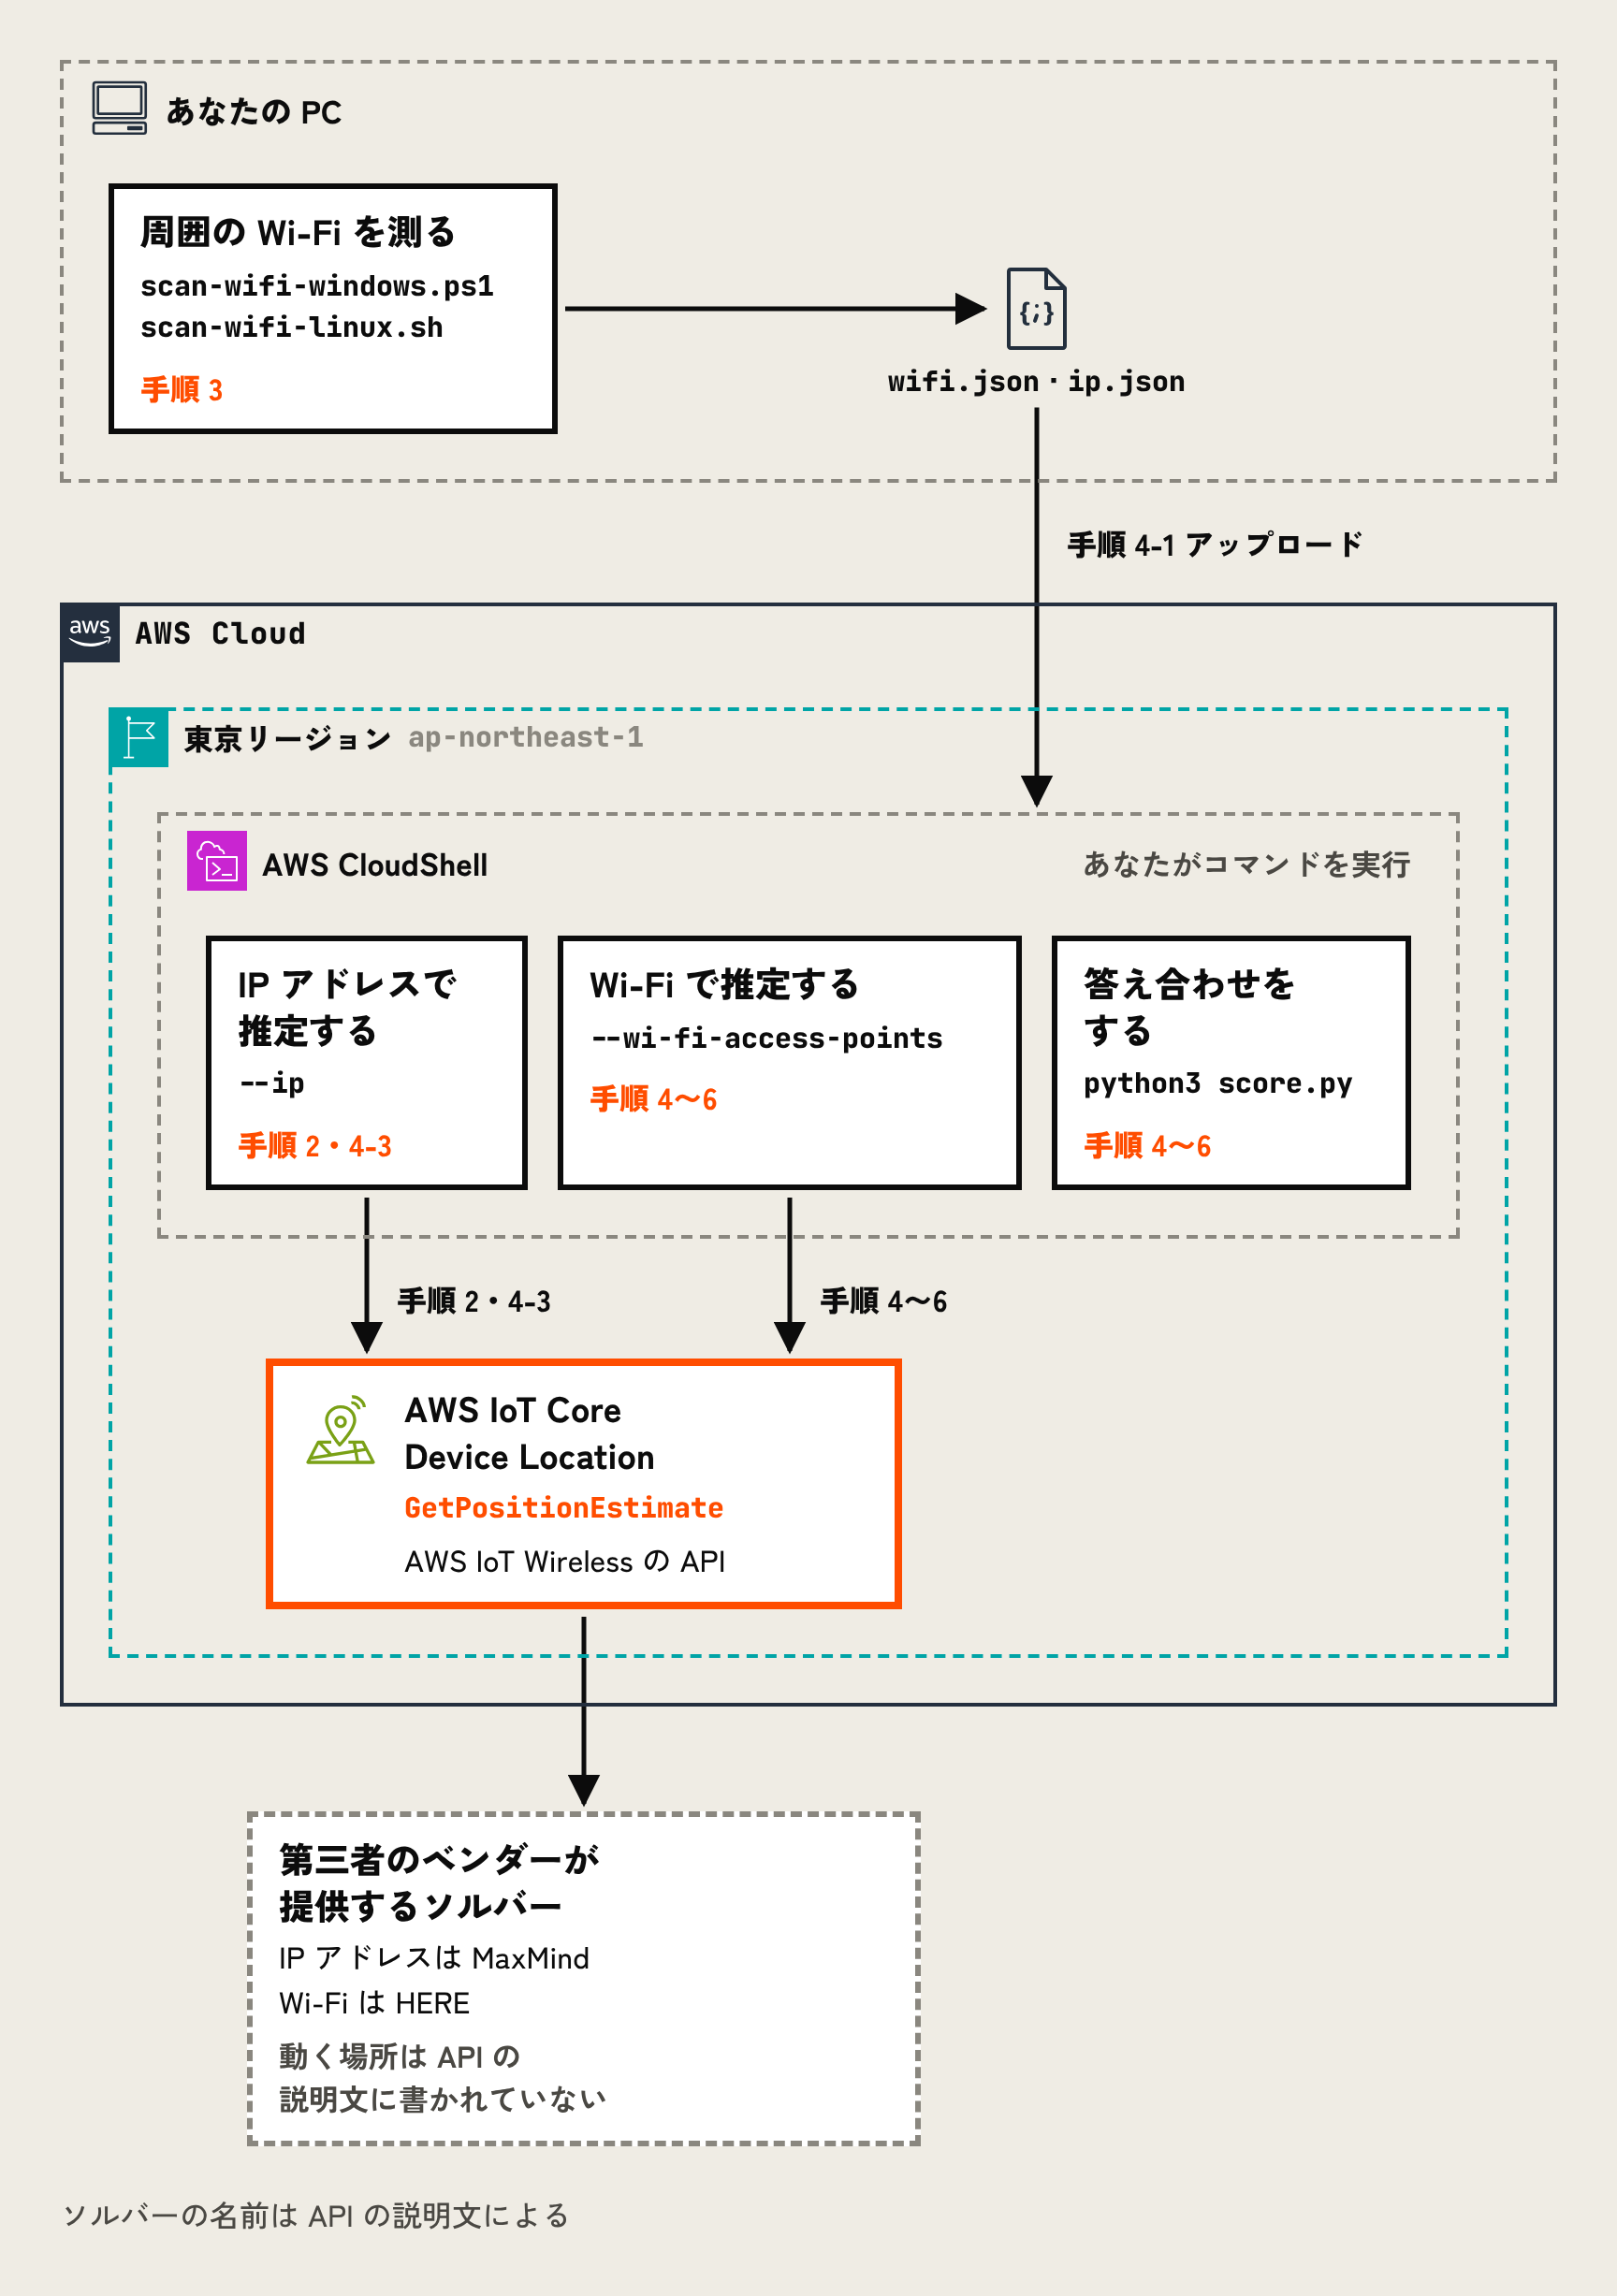 あなたの PC
周囲の Wi-Fi を測る
scan-wifi-windows.ps1
scan-wifi-linux.sh
手順 3
{;}
wifi.json・ip.json
手順 4-1 アップロード
aws
AWS Cloud
東京リージョン ap-northeast-1
AWS CloudShell
あなたがコマンドを実行
IP アドレスで
推定する
--ip
手順 2・4-3
Wi-Fi で推定する
--wi-fi-access-points
手順 4〜6
答え合わせを
する
python3 score.py
手順 4〜6
手順 2・4-3
手順 4〜6
AWS IoT Core
Device Location
GetPositionEstimate
AWS IoT Wireless の API
第三者のベンダーが
提供するソルバー
IP アドレスは MaxMind
Wi-Fi は HERE
動く場所は API の
説明文に書かれていない
ソルバーの名前は API の説明文による